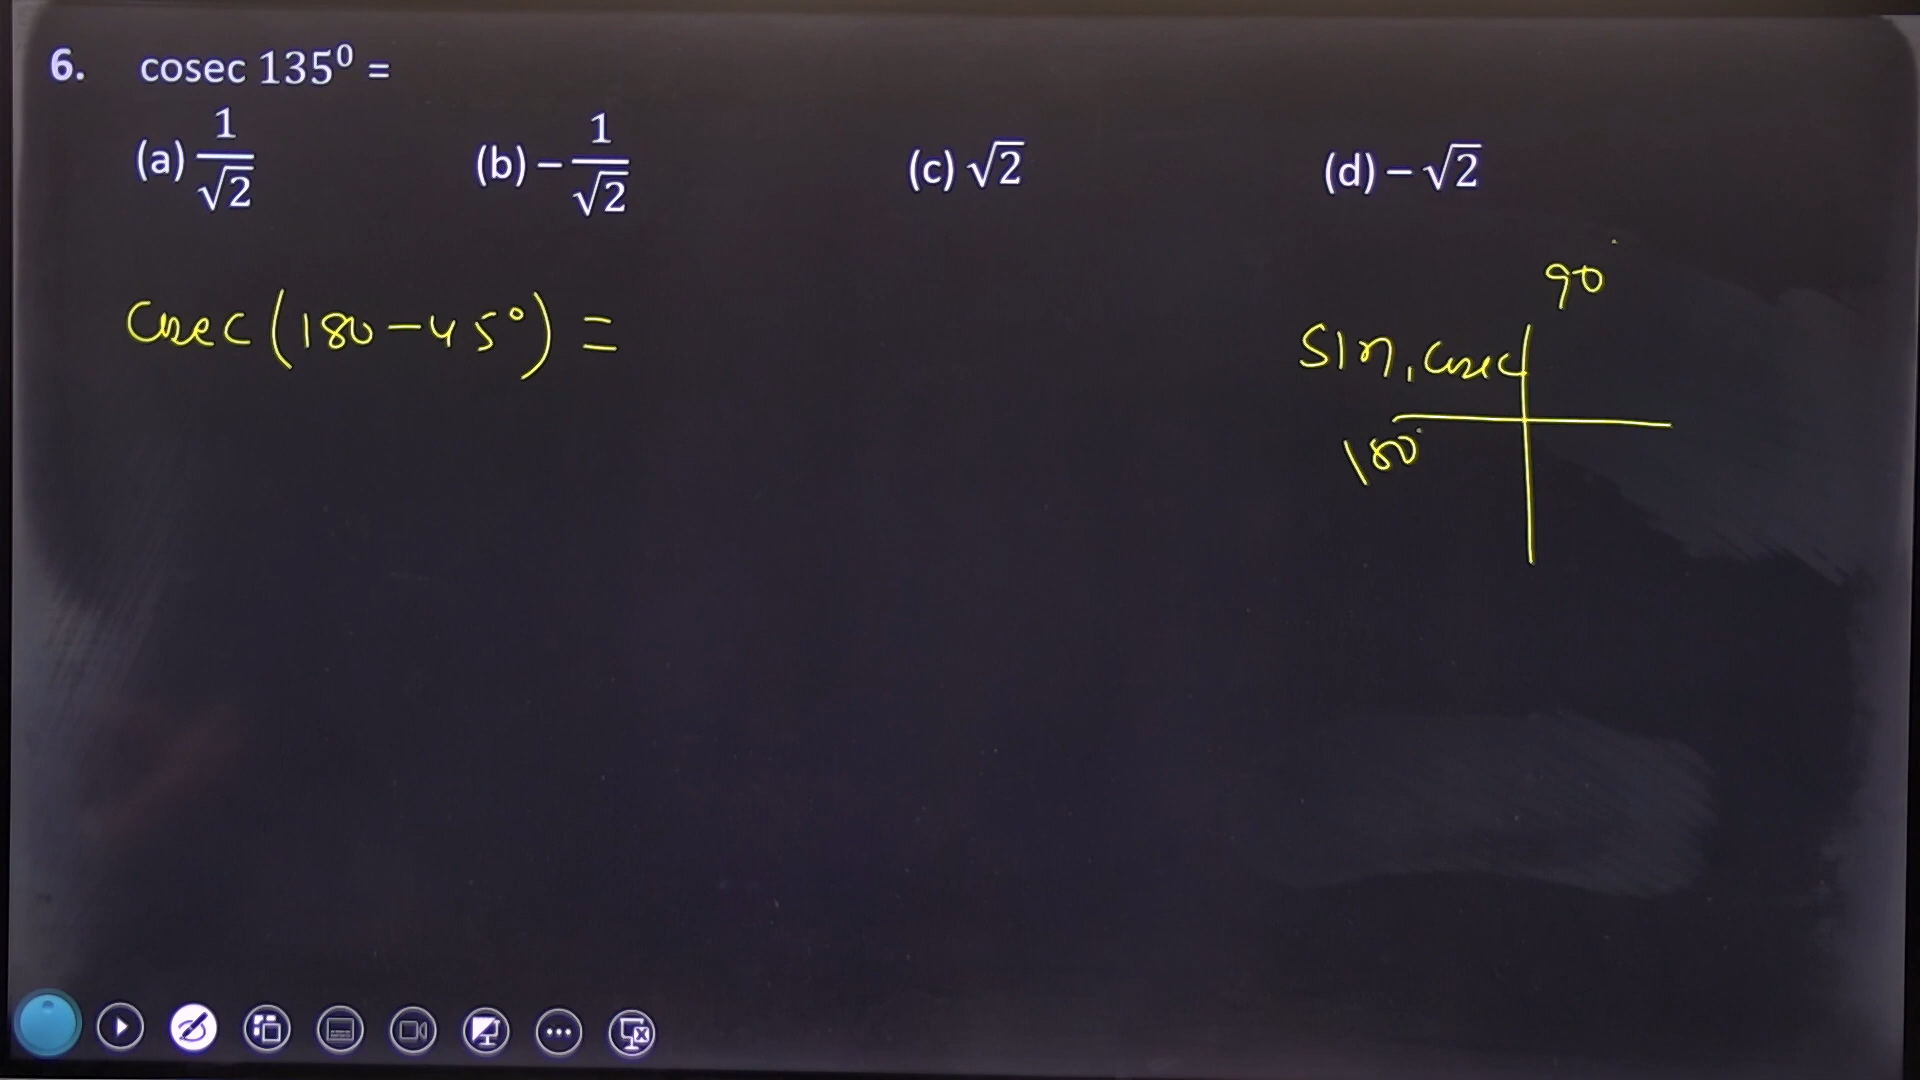 6. cosec 135⁰ =
(a) 1/√2 (b) – 1/√2 (c) √2 (d) – √2
90
Cosec (180 – 45°) =
Sin, cosec
180°